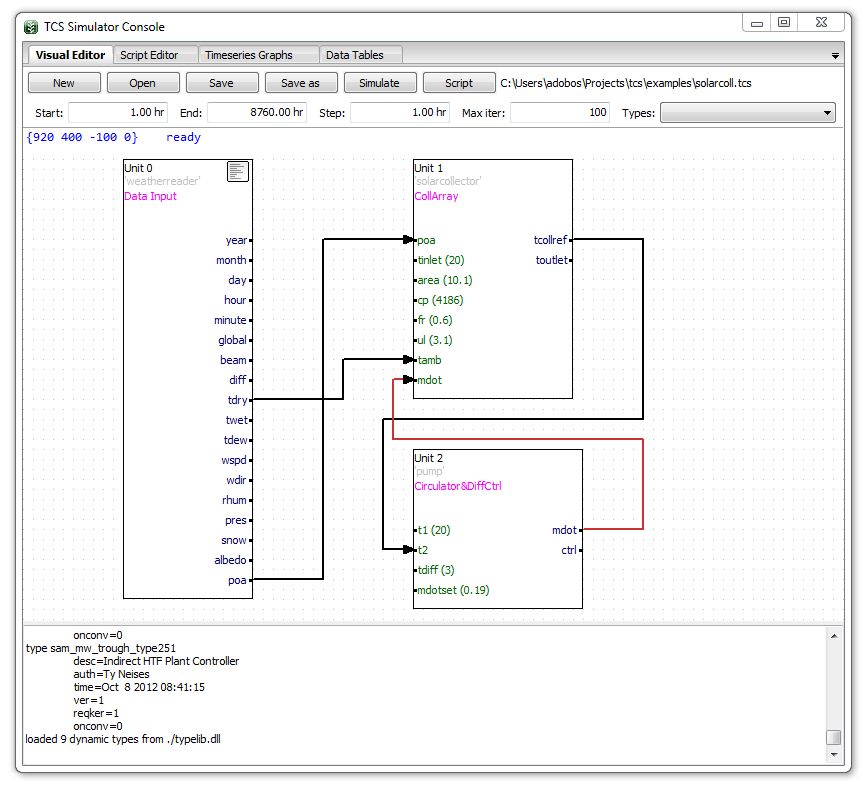 TCS Simulator Console
Visual Editor Script Editor Timeseries Graphs Data Tables
New Open Save Save as Simulate Script C:\Users\adobos\Projects\tcs\examples\solarcoll.tcs
Start: 1.00 hr End: 8760.00 hr Step: 1.00 hr Max iter: 100 Types:
{920 400 -100 0} ready
Unit 0
'weatherreader'
Data Input
year
month
day
hour
minute
global
beam
diff
tdry
twet
tdew
wspd
wdir
rhum
pres
snow
albedo
poa
Unit 1
'solarcollector'
CollArray
poa tcollref
tinlet (20) toutlet
area (10.1)
cp (4186)
fr (0.6)
ul (3.1)
tamb
mdot
Unit 2
'pump'
Circulator&DiffCtrl
t1 (20) mdot
t2 ctrl
tdiff (3)
mdotset (0.19)
onconv=0
type sam_mw_trough_type251
desc=Indirect HTF Plant Controller
auth=Ty Neises
time=Oct  8 2012 08:41:15
ver=1
reqker=1
onconv=0
loaded 9 dynamic types from ./typelib.dll